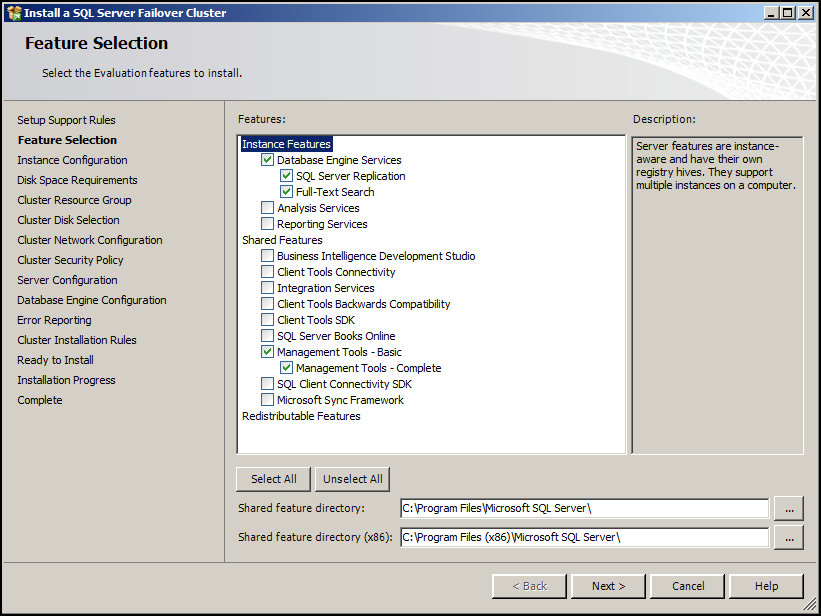 Install a SQL Server Failover Cluster
Feature Selection
Select the Evaluation features to install.
Setup Support Rules
Feature Selection
Instance Configuration
Disk Space Requirements
Cluster Resource Group
Cluster Disk Selection
Cluster Network Configuration
Cluster Security Policy
Server Configuration
Database Engine Configuration
Error Reporting
Cluster Installation Rules
Ready to Install
Installation Progress
Complete
Features:
Instance Features
Database Engine Services
SQL Server Replication
Full-Text Search
Analysis Services
Reporting Services
Shared Features
Business Intelligence Development Studio
Client Tools Connectivity
Integration Services
Client Tools Backwards Compatibility
Client Tools SDK
SQL Server Books Online
Management Tools - Basic
Management Tools - Complete
SQL Client Connectivity SDK
Microsoft Sync Framework
Redistributable Features
Description:
Server features are instance-
aware and have their own
registry hives. They support
multiple instances on a computer.
Select All Unselect All
Shared feature directory: C:\Program Files\Microsoft SQL Server\ ...
Shared feature directory (x86): C:\Program Files (x86)\Microsoft SQL Server\ ...
< Back Next > Cancel Help